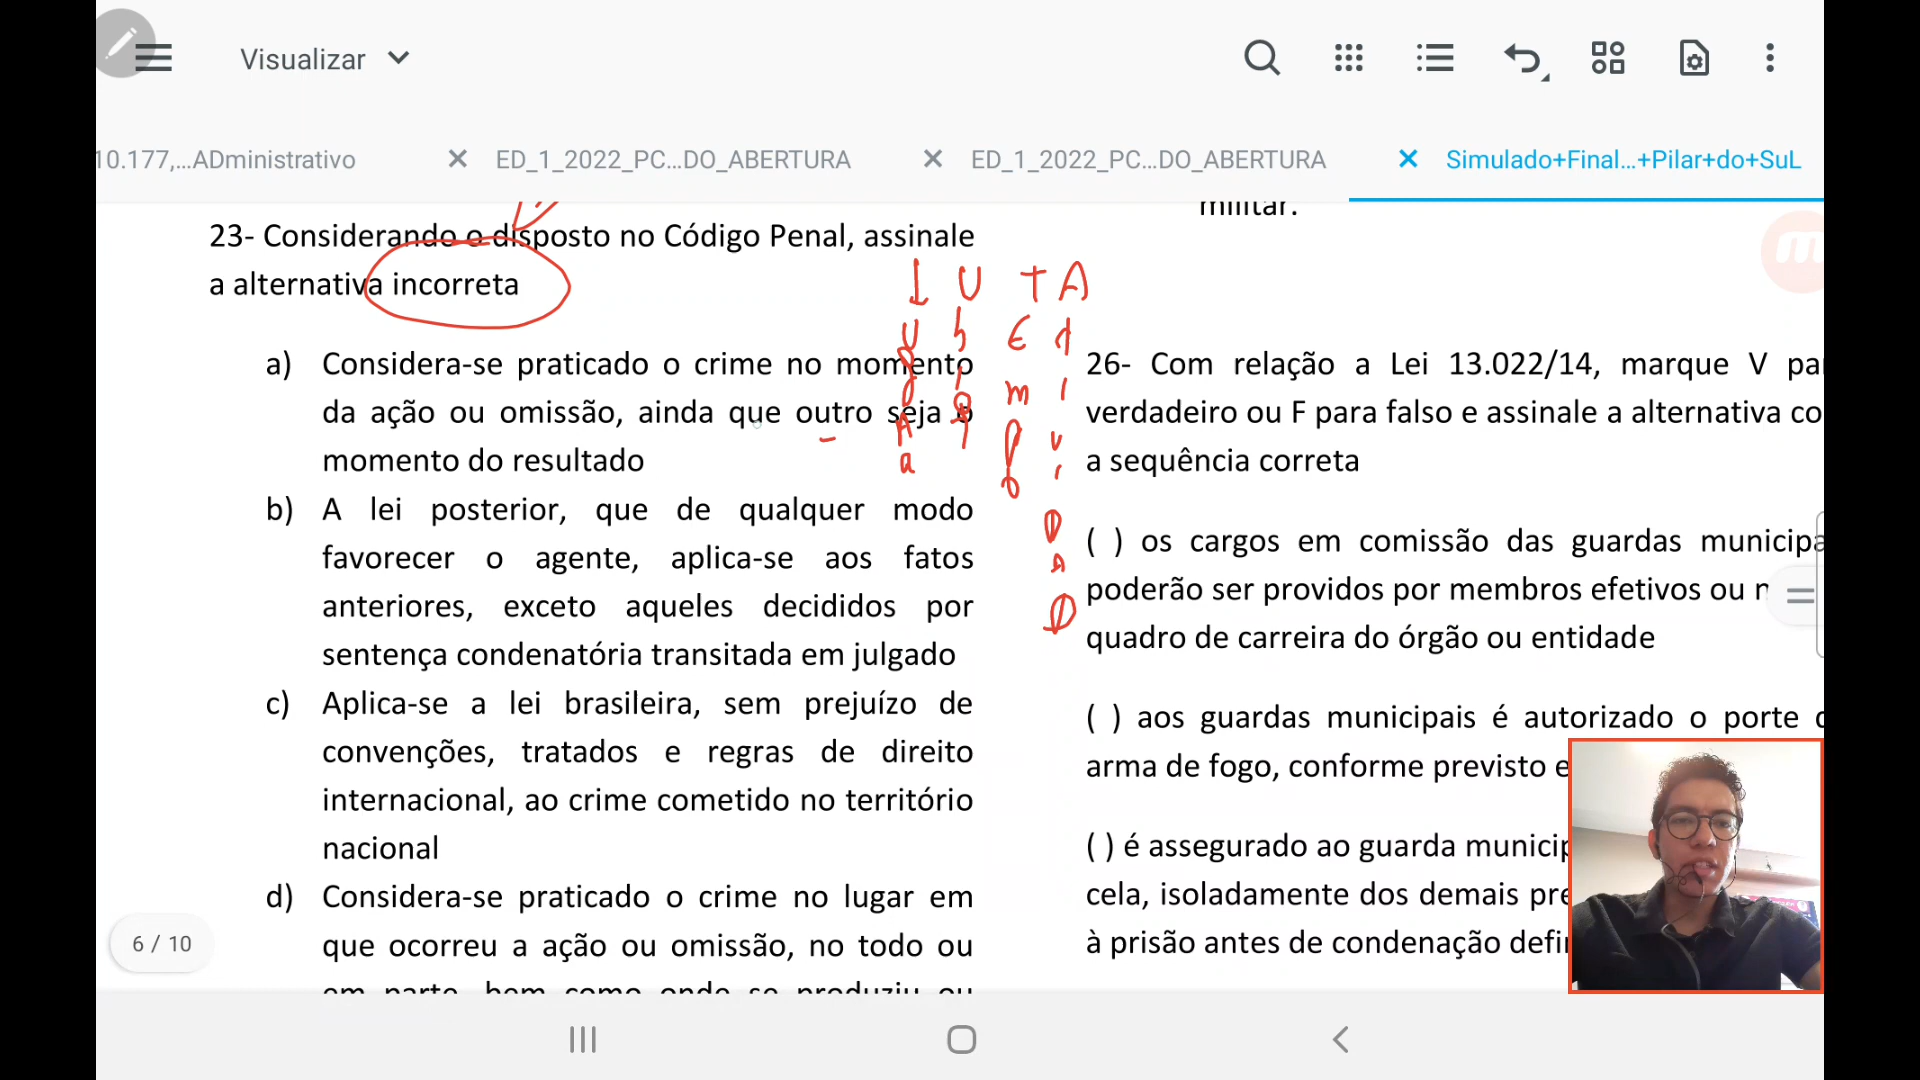 Visualizar
10.177,...ADministrativo
ED_1_2022_PC...DO_ABERTURA
ED_1_2022_PC...DO_ABERTURA
Simulado+Final...+Pilar+do+SuL
23- Considerando o disposto no Código Penal, assinale
a alternativa incorreta
a) Considera-se praticado o crime no momento
da ação ou omissão, ainda que outro seja o
momento do resultado
b) A lei posterior, que de qualquer modo
favorecer o agente, aplica-se aos fatos
anteriores, exceto aqueles decididos por
sentença condenatória transitada em julgado
c) Aplica-se a lei brasileira, sem prejuízo de
convenções, tratados e regras de direito
internacional, ao crime cometido no território
nacional
d) Considera-se praticado o crime no lugar em
que ocorreu a ação ou omissão, no todo ou
em parte, bem como onde se produziu ou
L U T A
militar.
26- Com relação a Lei 13.022/14, marque V pa
verdadeiro ou F para falso e assinale a alternativa co
a sequência correta
( ) os cargos em comissão das guardas municipa
poderão ser providos por membros efetivos ou n
quadro de carreira do órgão ou entidade
( ) aos guardas municipais é autorizado o porte
arma de fogo, conforme previsto e
( ) é assegurado ao guarda municip
cela, isoladamente dos demais pre
à prisão antes de condenação defi
6 / 10